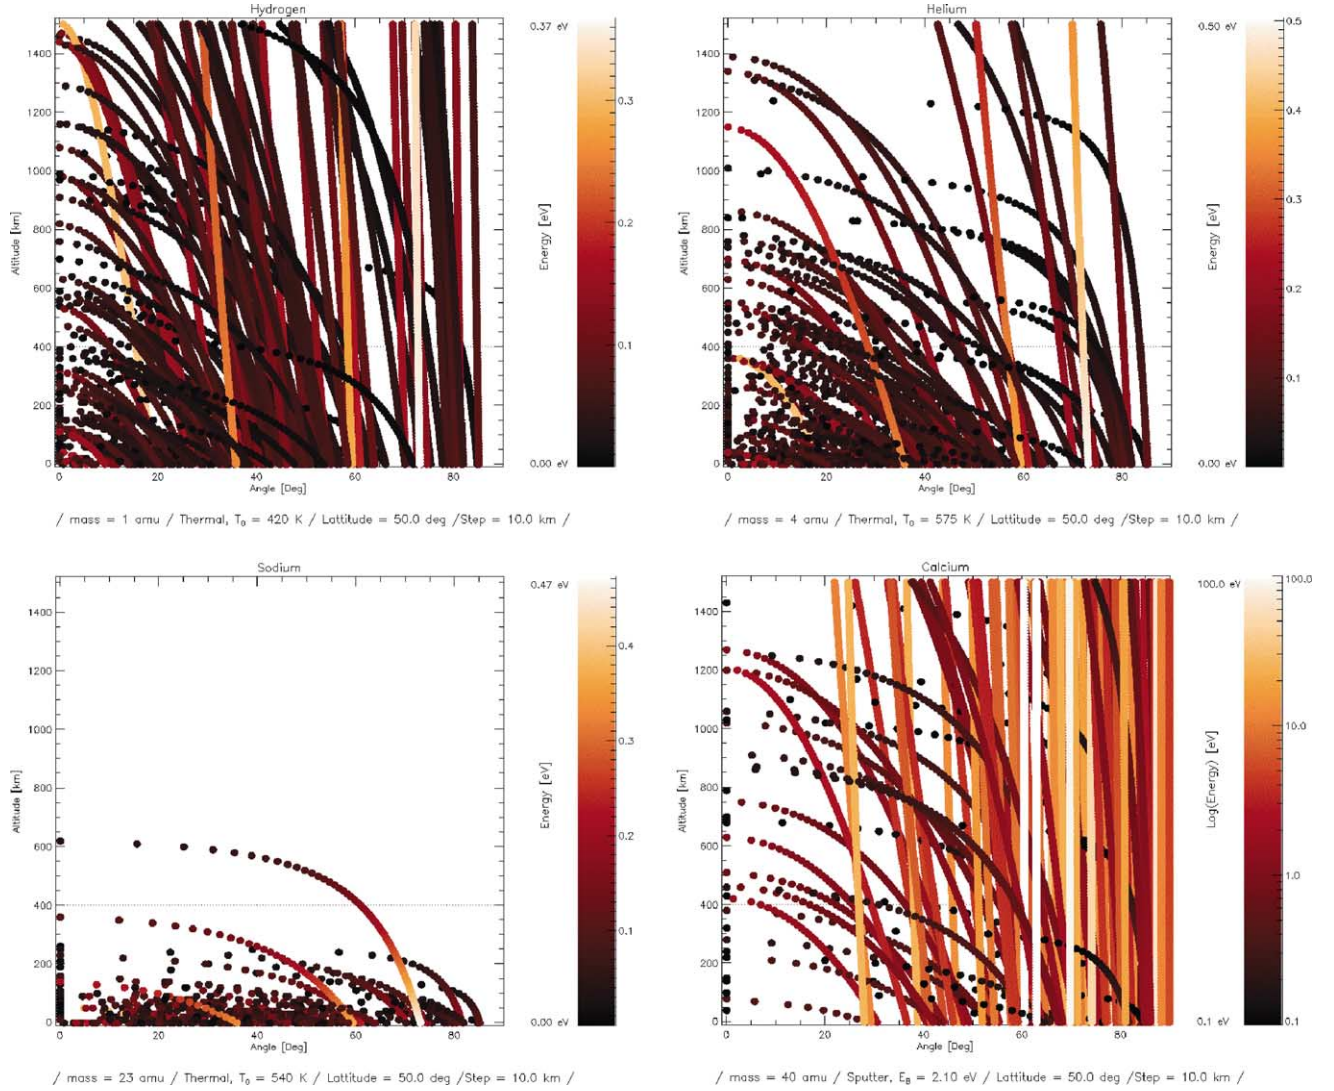 Hydrogen
0.37 eV
1400
1200
1000
800
600
400
200
0
Altitude [km]
0 20 40 60 80
Angle [Deg]
0.3
0.2
0.1
Energy [eV]
0.00 eV
/ mass = 1 amu / Thermal, T₀ = 420 K / Lattitude = 50.0 deg /Step = 10.0 km /
Helium
0.50 eV
1400
1200
1000
800
600
400
200
0
Altitude [km]
0 20 40 60 80
Angle [Deg]
0.5
0.4
0.3
0.2
0.1
Energy [eV]
0.00 eV
/ mass = 4 amu / Thermal, T₀ = 575 K / Lattitude = 50.0 deg /Step = 10.0 km /
Sodium
0.47 eV
1400
1200
1000
800
600
400
200
0
Altitude [km]
0 20 40 60 80
Angle [Deg]
0.4
0.3
0.2
0.1
Energy [eV]
0.00 eV
/ mass = 23 amu / Thermal, T₀ = 540 K / Lattitude = 50.0 deg /Step = 10.0 km /
Calcium
100.0 eV
1400
1200
1000
800
600
400
200
0
Altitude [km]
0 20 40 60 80
Angle [Deg]
100.0
10.0
1.0
0.1
Log(Energy) [eV]
0.1 eV
/ mass = 40 amu / Sputter, E_B = 2.10 eV / Lattitude = 50.0 deg /Step = 10.0 km /